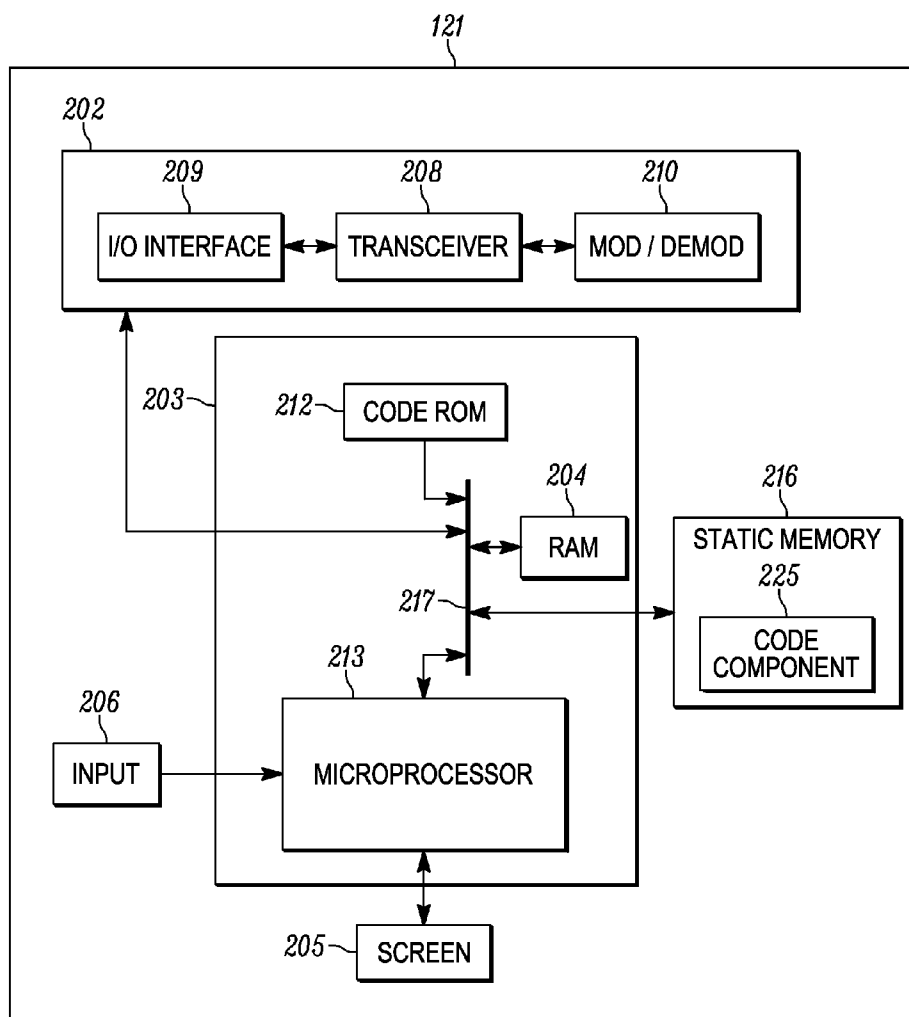 121
202
209
208
210
I/O INTERFACE
TRANSCEIVER
MOD / DEMOD
203
212
CODE ROM
204
RAM
216
STATIC MEMORY
225
CODE
COMPONENT
217
213
MICROPROCESSOR
206
INPUT
205
SCREEN